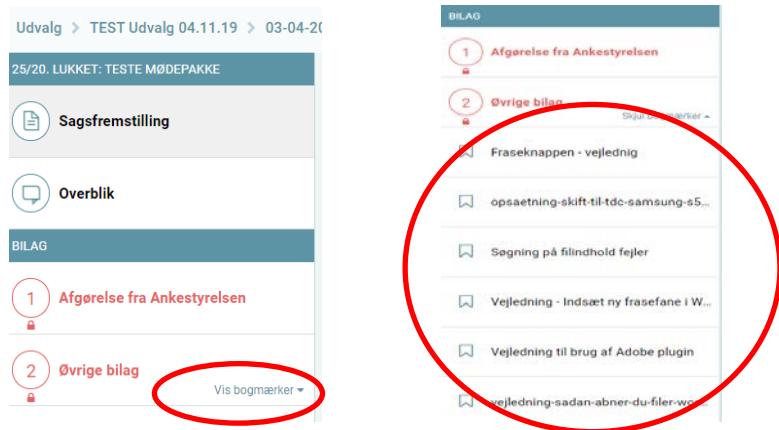 Udvalg > TEST Udvalg 04.11.19 > 03-04-20
25/20. LUKKET: TESTE MØDEPAKKE
Sagsfremstilling
Overblik
BILAG
1 Afgørelse fra Ankestyrelsen
2 Øvrige bilag
Vis bogmærker
BILAG
1 Afgørelse fra Ankestyrelsen
2 Øvrige bilag
Skjul bogmærker
Fraseknappen - vejlednig
opsaetning-skift-til-tdc-samsung-s5...
Søgning på filindhold fejler
Vejledning - Indsæt ny frasefane i W...
Vejledning til brug af Adobe plugin
vejledning-sadan-abner-du-filer-wor...